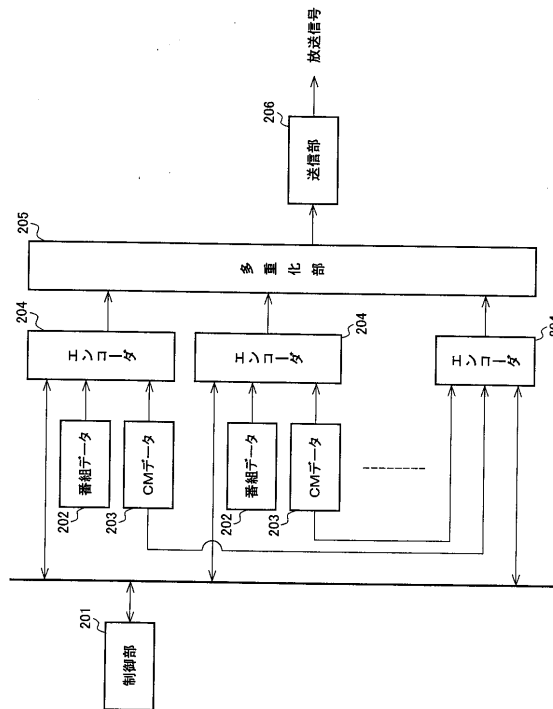 放送信号
206
送信部
205
多重化部
204
エンコーダ
204
エンコーダ
204
エンコーダ
番組データ
202
CMデータ
203
番組データ
202
CMデータ
203
201
制御部